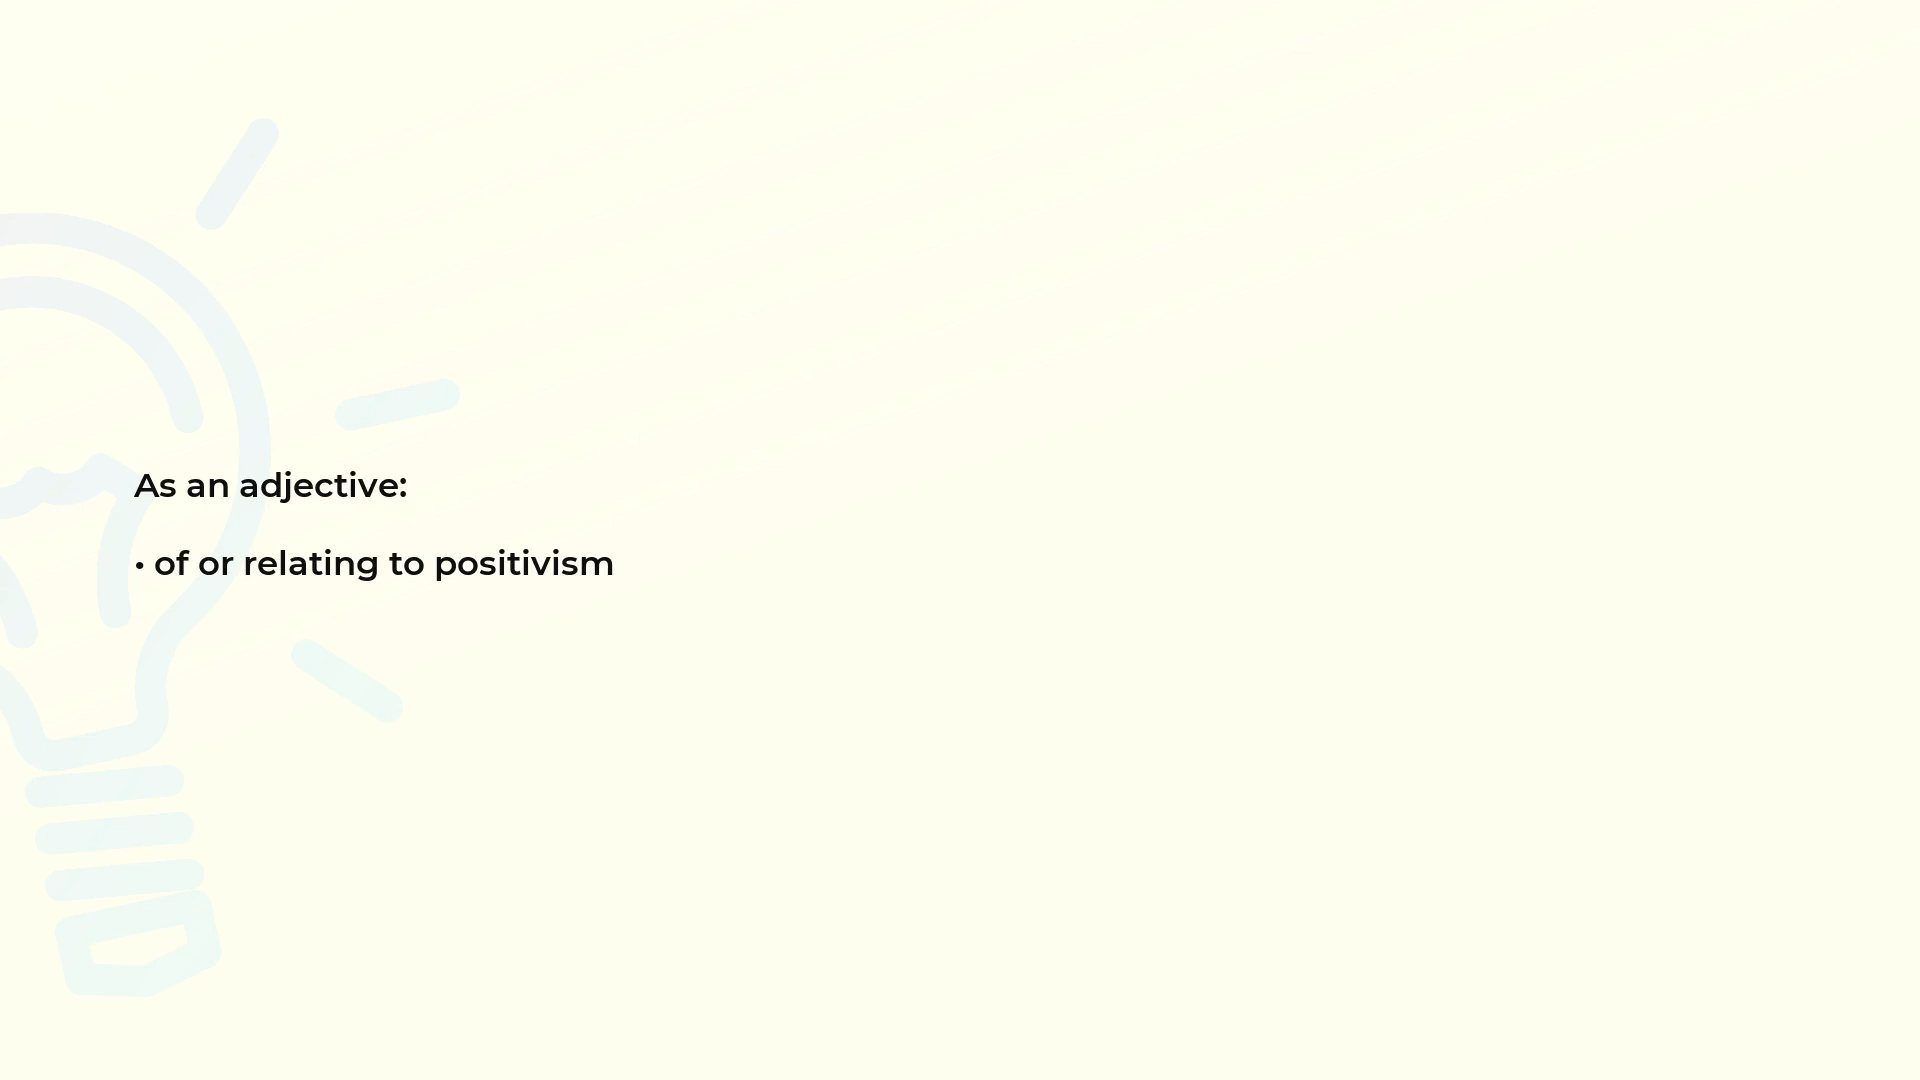 As an adjective:
• of or relating to positivism